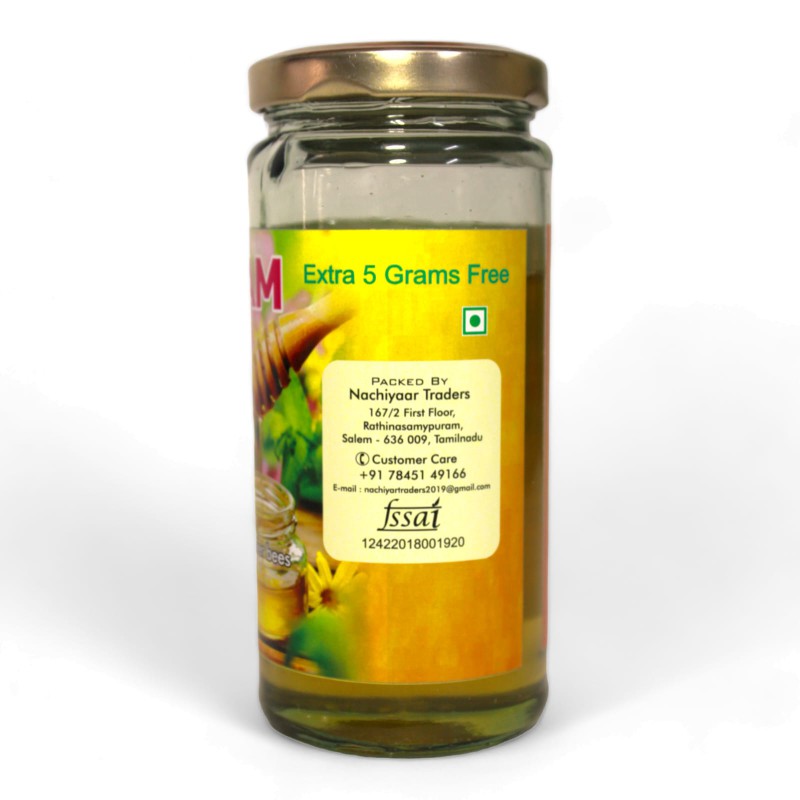 Extra 5 Grams Free
PACKED BY
Nachiyaar Traders
167/2 First Floor,
Rathinasamypuram,
Salem - 636 009, Tamilnadu
Customer Care
+91 78451 49166
E-mail : nachiyartraders2019@gmail.com
fssai
12422018001920
bees